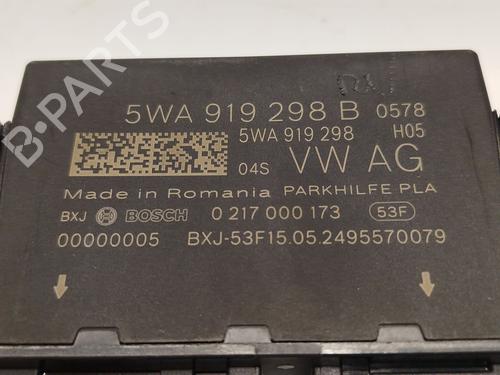 5WA 919 298 B 0578
5WA 919 298 H05
04S VW AG
Made in Romania PARKHILFE PLA
BXJ BOSCH 0 217 000 173 53F
00000005 BXJ-53F15.05.2495570079
B-PARTS